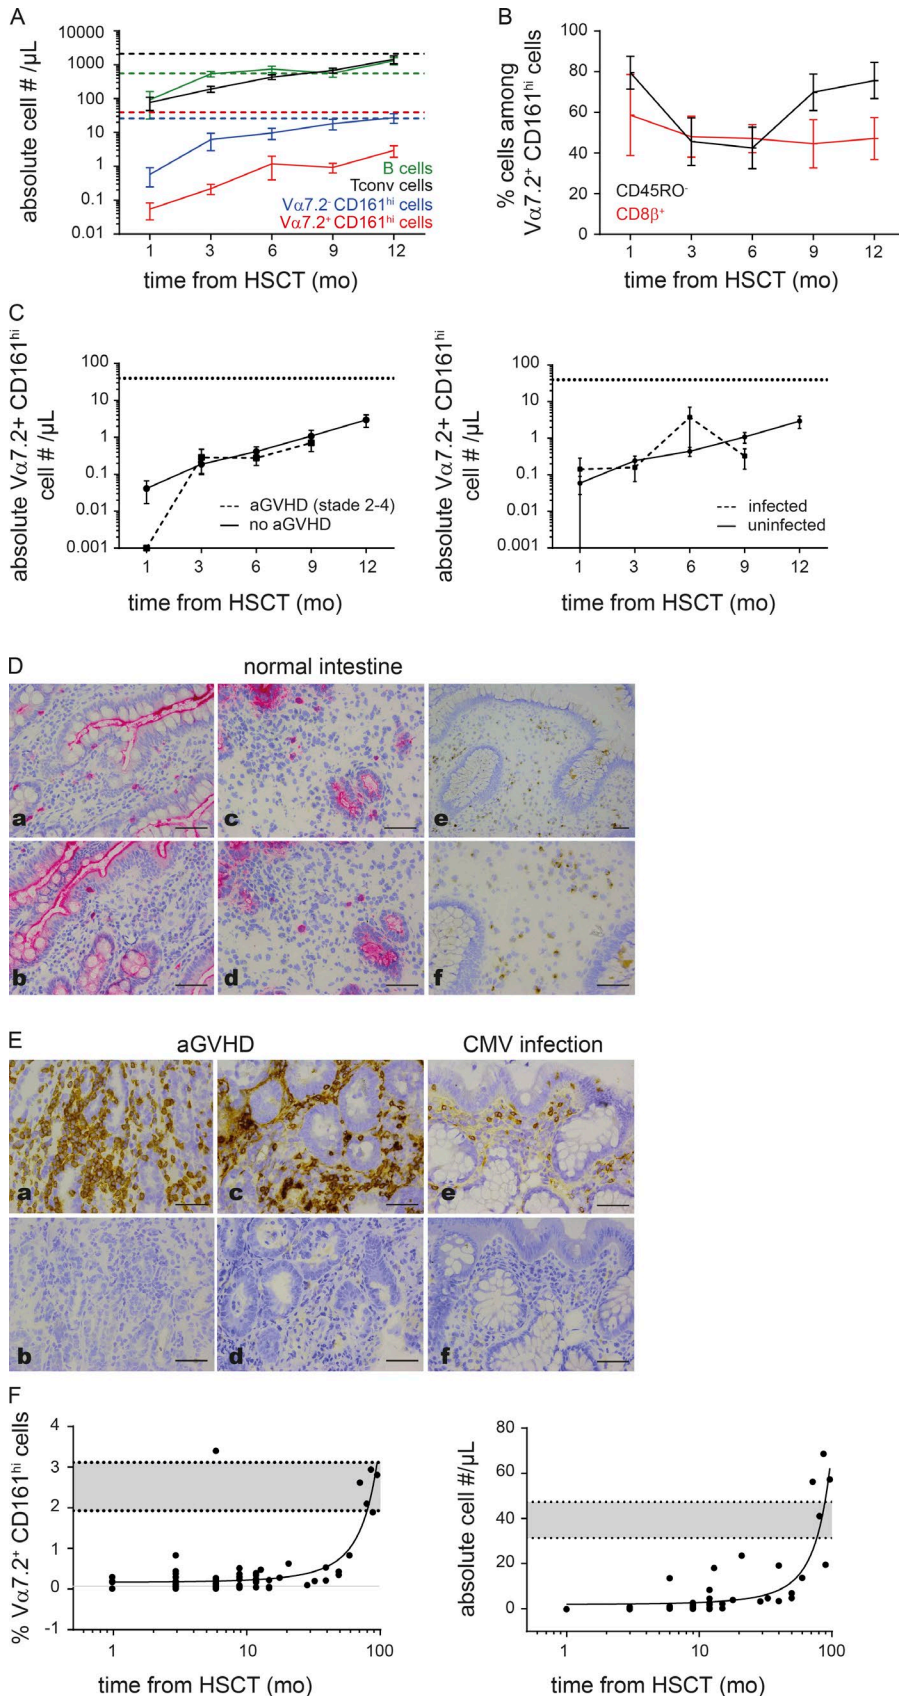 A
absolute cell # /µL
10000
1000
100
10
1
0.1
0.01
B cells
Tconv cells
Vα7.2⁻ CD161ʰⁱ cells
Vα7.2⁺ CD161ʰⁱ cells
1 3 6 9 12
time from HSCT (mo)
B
% cells among
Vα7.2⁺ CD161ʰⁱ cells
100
80
60
40
20
0
CD45RO⁻
CD8β⁺
1 3 6 9 12
time from HSCT (mo)
C
absolute Vα7.2+ CD161ʰⁱ
cell # /µL
100
10
1
0.1
0.01
0.001
aGVHD (stade 2-4)
no aGVHD
1 3 6 9 12
time from HSCT (mo)
absolute Vα7.2+ CD161ʰⁱ
cell # /µL
100
10
1
0.1
0.01
0.001
infected
uninfected
1 3 6 9 12
time from HSCT (mo)
D
normal intestine
a c e
b d f
E
aGVHD CMV infection
a c e
b d f
F
% Vα7.2⁺ CD161ʰⁱ cells
4
3
2
1
0
-1
1 10 100
time from HSCT (mo)
absolute cell #/µL
80
60
40
20
0
1 10 100
time from HSCT (mo)